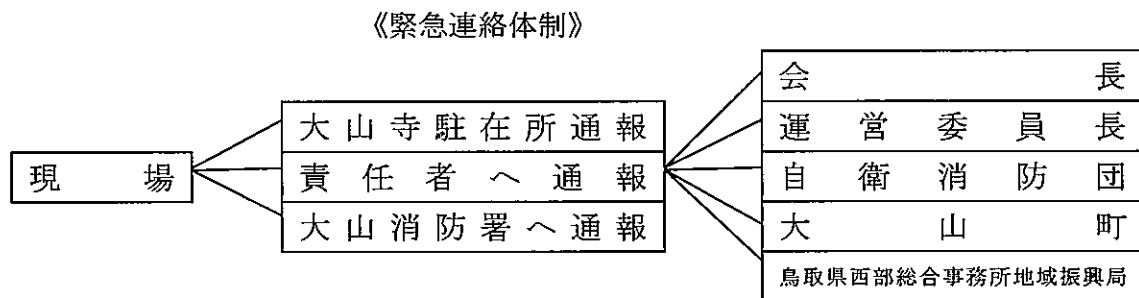 《緊急連絡体制》
現場
大山寺駐在所通報
責任者へ通報
大山消防署へ通報
会長
運営委員長
自衛消防団
大山町
鳥取県西部総合事務所地域振興局